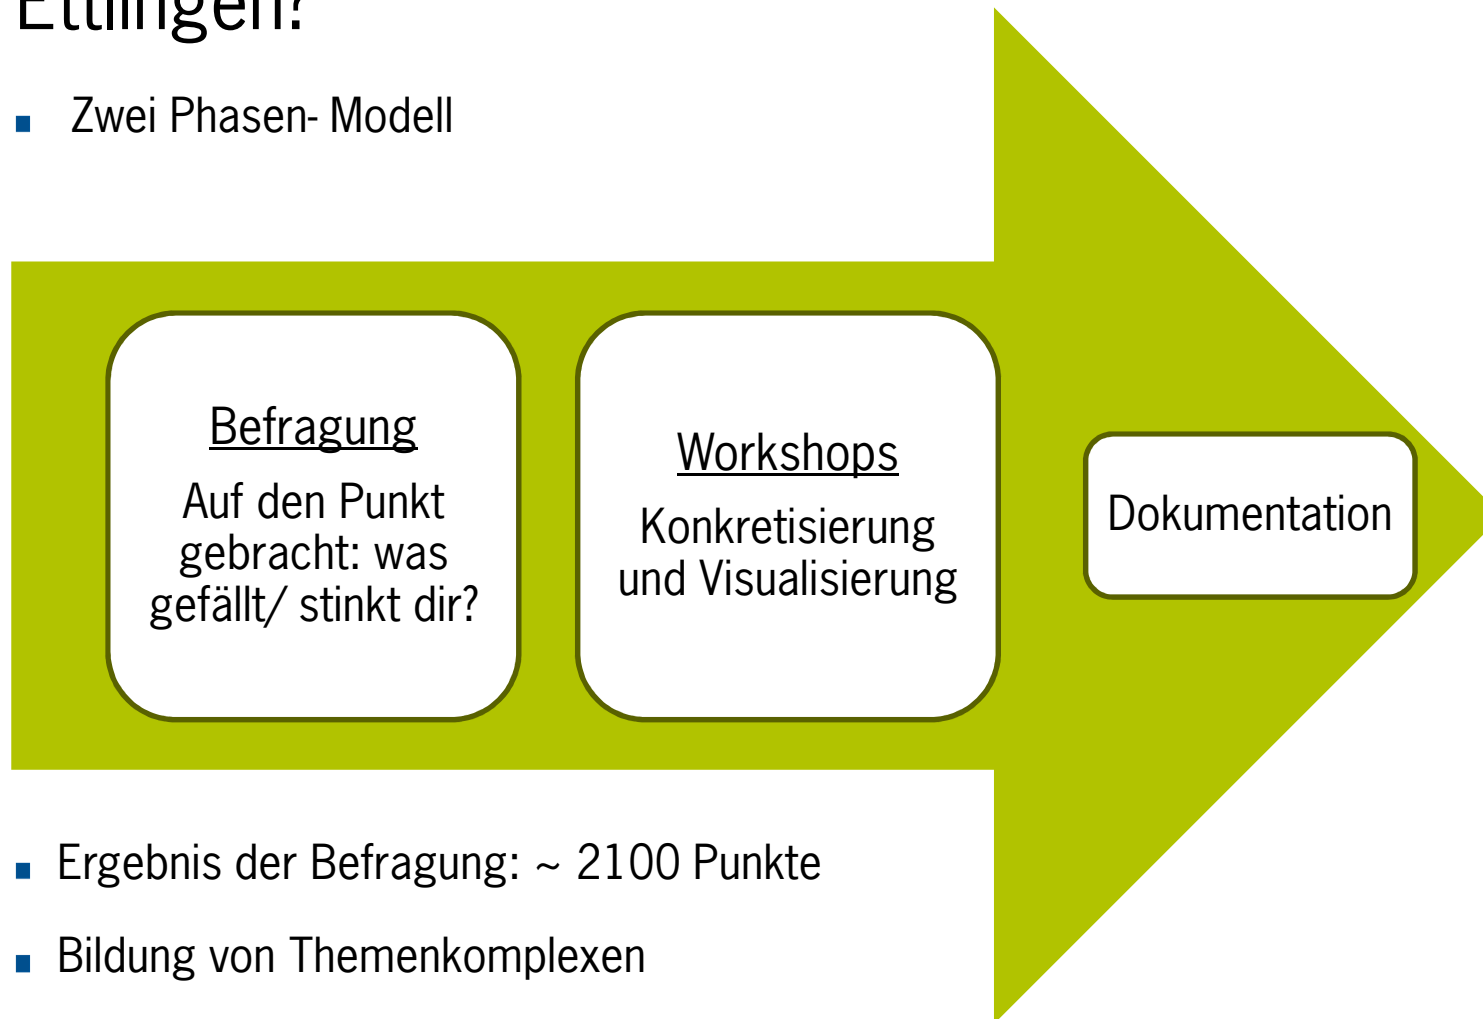 Ettlingen?
Zwei Phasen- Modell
Befragung
Auf den Punkt
gebracht: was
gefällt/ stinkt dir?
Workshops
Konkretisierung
und Visualisierung
Dokumentation
Ergebnis der Befragung: ~ 2100 Punkte
Bildung von Themenkomplexen